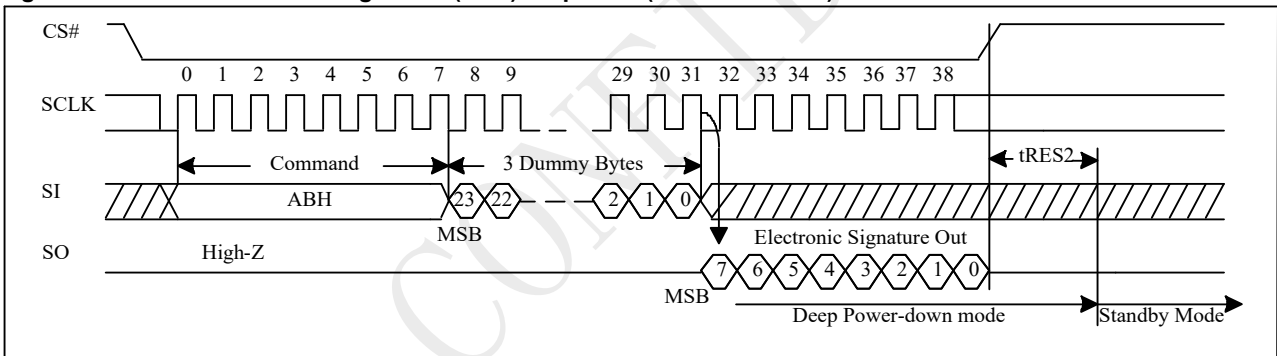 CS#
0 1 2 3 4 5 6 7 8 9 29 30 31 32 33 34 35 36 37 38
SCLK
Command 3 Dummy Bytes tRES2
SI ABH 23 22 2 1 0
MSB
SO High-Z Electronic Signature Out
7 6 5 4 3 2 1 0
MSB
Deep Power-down mode Standby Mode